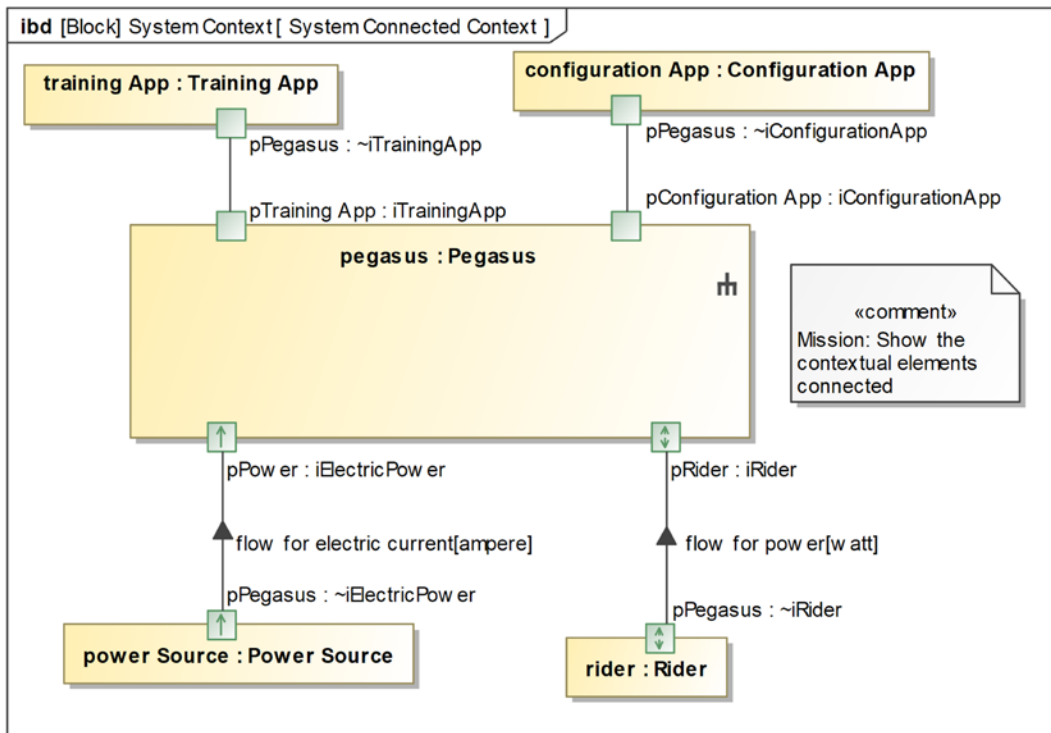 ibd [Block] System Context [ System Connected Context ]
training App : Training App
configuration App : Configuration App
pPegasus : ~iTrainingApp
pPegasus : ~iConfigurationApp
pTraining App : iTrainingApp
pConfiguration App : iConfigurationApp
pegasus : Pegasus
«comment»
Mission: Show the
contextual elements
connected
pPower : iElectricPower
pRider : iRider
flow for electric current[ampere]
flow for power[watt]
pPegasus : ~iElectricPower
pPegasus : ~iRider
power Source : Power Source
rider : Rider